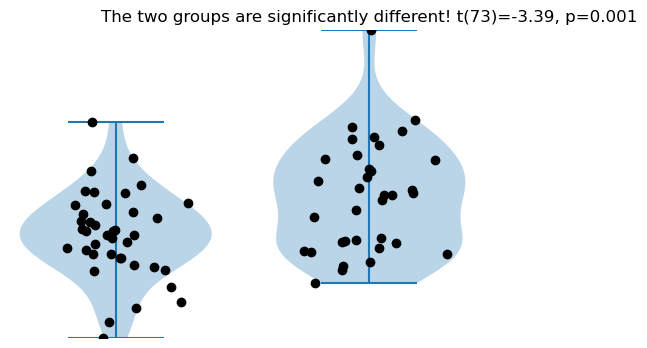 The two groups are significantly different! t(73)=-3.39, p=0.001